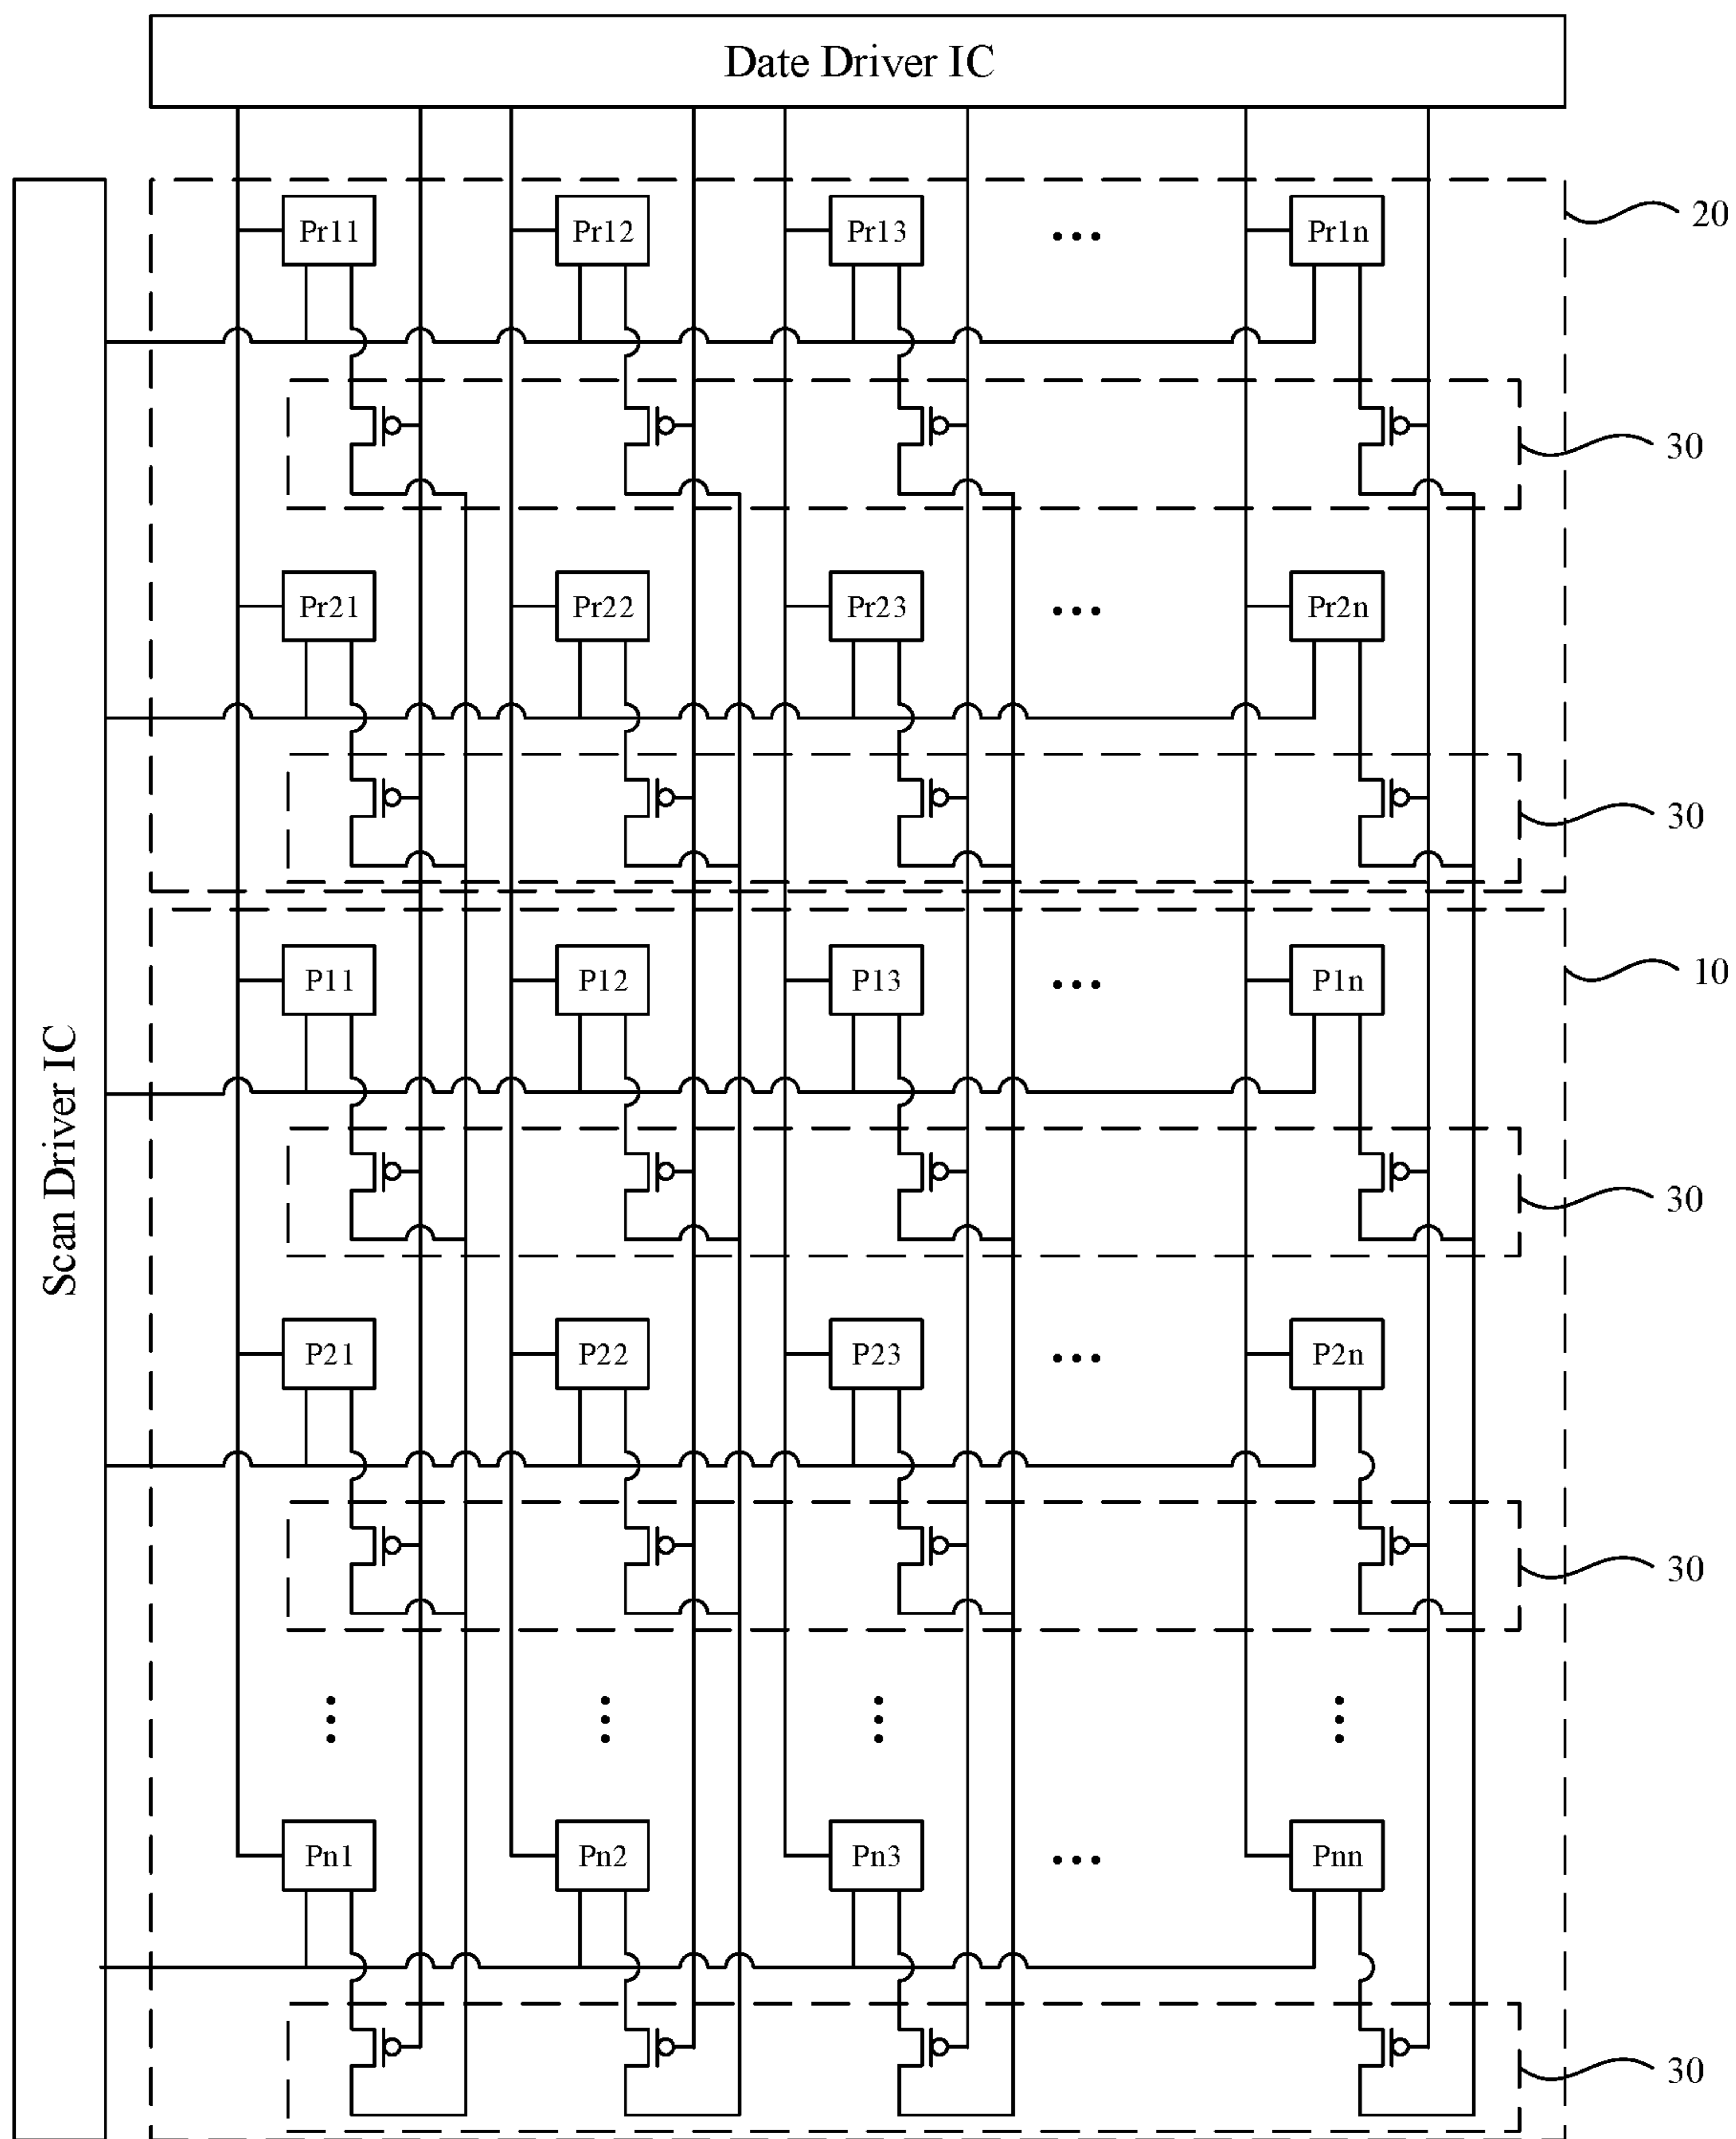 Date Driver IC
Scan Driver IC
Pr11 Pr12 Pr13 ... Pr1n
20
30
Pr21 Pr22 Pr23 ... Pr2n
30
P11 P12 P13 ... P1n
10
30
P21 P22 P23 ... P2n
30
Pn1 Pn2 Pn3 ... Pnn
30